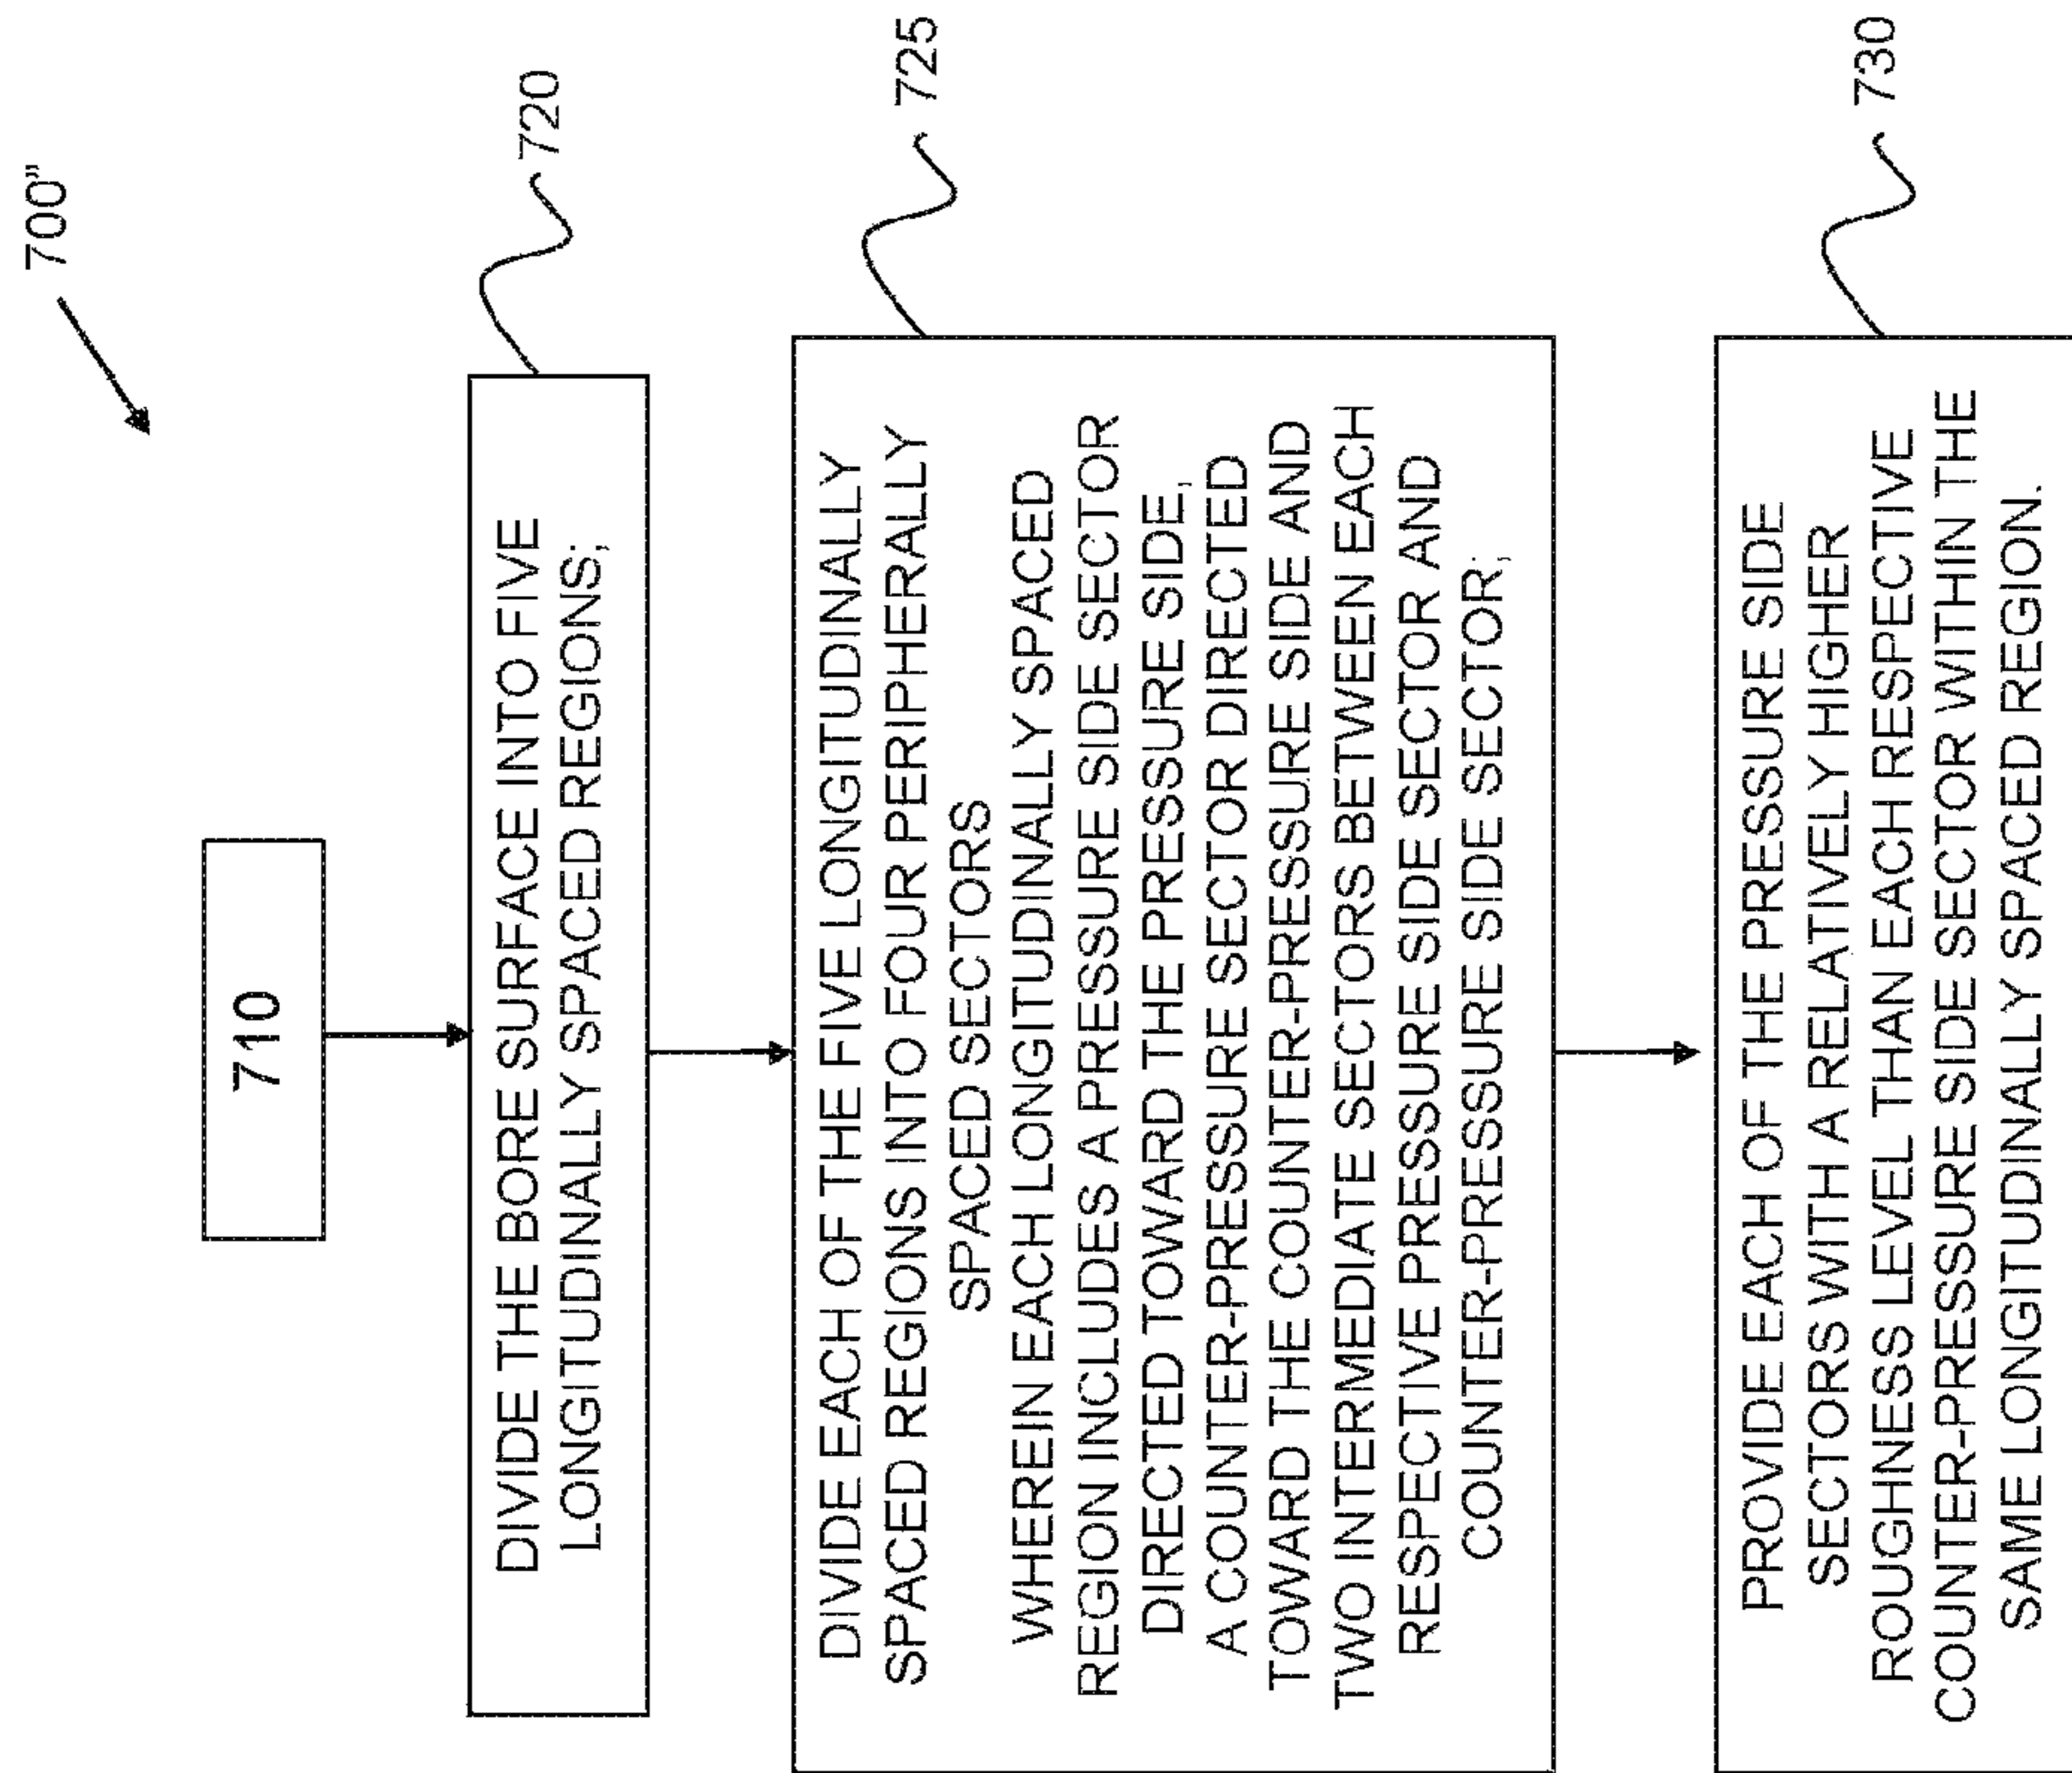 700"
710
DIVIDE THE BORE SURFACE INTO FIVE
LONGITUDINALLY SPACED REGIONS;
720
DIVIDE EACH OF THE FIVE LONGITUDINALLY
SPACED REGIONS INTO FOUR PERIPHERALLY
SPACED SECTORS
WHEREIN EACH LONGITUDINALLY SPACED
REGION INCLUDES A PRESSURE SIDE SECTOR
DIRECTED TOWARD THE PRESSURE SIDE,
A COUNTER-PRESSURE SECTOR DIRECTED
TOWARD THE COUNTER-PRESSURE SIDE AND
TWO INTERMEDIATE SECTORS BETWEEN EACH
RESPECTIVE PRESSURE SIDE SECTOR AND
COUNTER-PRESSURE SIDE SECTOR;
725
PROVIDE EACH OF THE PRESSURE SIDE
SECTORS WITH A RELATIVELY HIGHER
ROUGHNESS LEVEL THAN EACH RESPECTIVE
COUNTER-PRESSURE SIDE SECTOR WITHIN THE
SAME LONGITUDINALLY SPACED REGION.
730